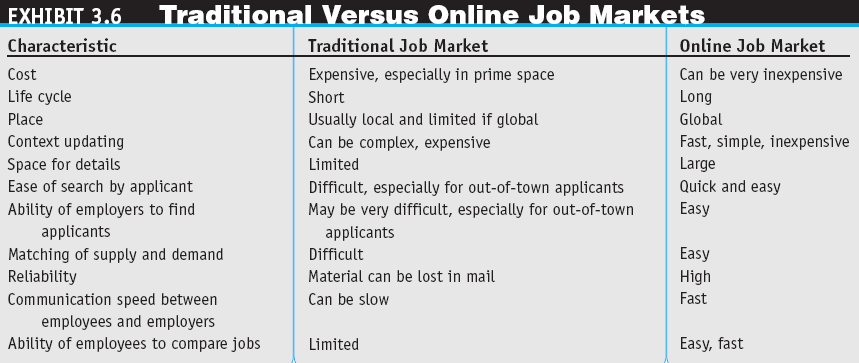 EXHIBIT 3.6 Traditional Versus Online Job Markets
Characteristic Traditional Job Market Online Job Market
Cost Expensive, especially in prime space Can be very inexpensive
Life cycle Short Long
Place Usually local and limited if global Global
Context updating Can be complex, expensive Fast, simple, inexpensive
Space for details Limited Large
Ease of search by applicant Difficult, especially for out-of-town applicants Quick and easy
Ability of employers to find May be very difficult, especially for out-of-town Easy
applicants applicants
Matching of supply and demand Difficult Easy
Reliability Material can be lost in mail High
Communication speed between Can be slow Fast
employees and employers
Ability of employees to compare jobs Limited Easy, fast